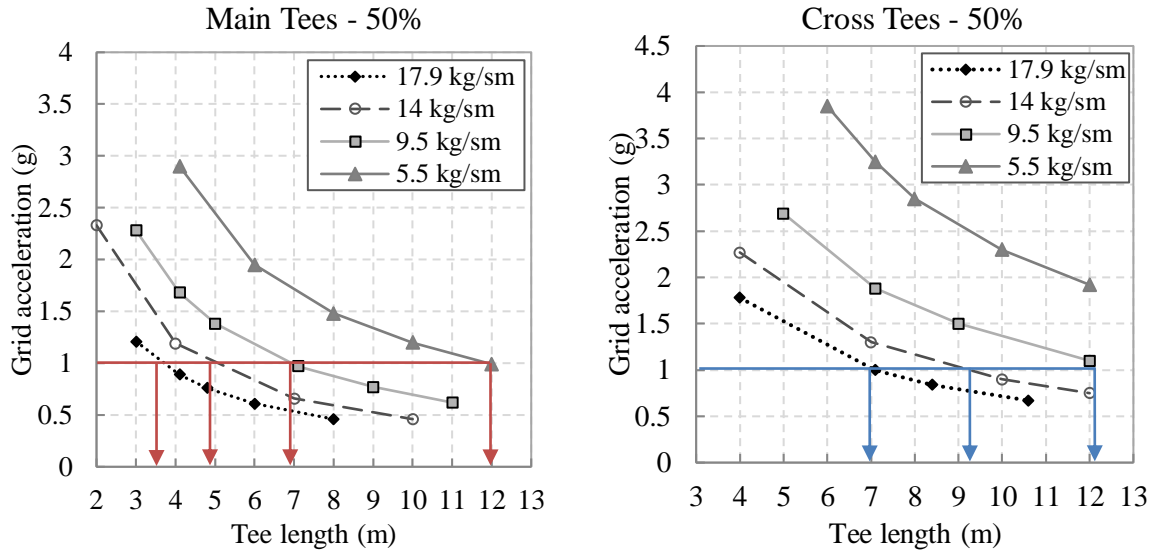 Main Tees - 50%
Grid acceleration (g)
4
3.5
3
2.5
2
1.5
1
0.5
0
17.9 kg/sm
14 kg/sm
9.5 kg/sm
5.5 kg/sm
2 3 4 5 6 7 8 9 10 11 12 13
Tee length (m)
Cross Tees - 50%
Grid acceleration (g)
4.5
4
3.5
3
2.5
2
1.5
1
0.5
0
17.9 kg/sm
14 kg/sm
9.5 kg/sm
5.5 kg/sm
3 4 5 6 7 8 9 10 11 12 13
Tee length (m)